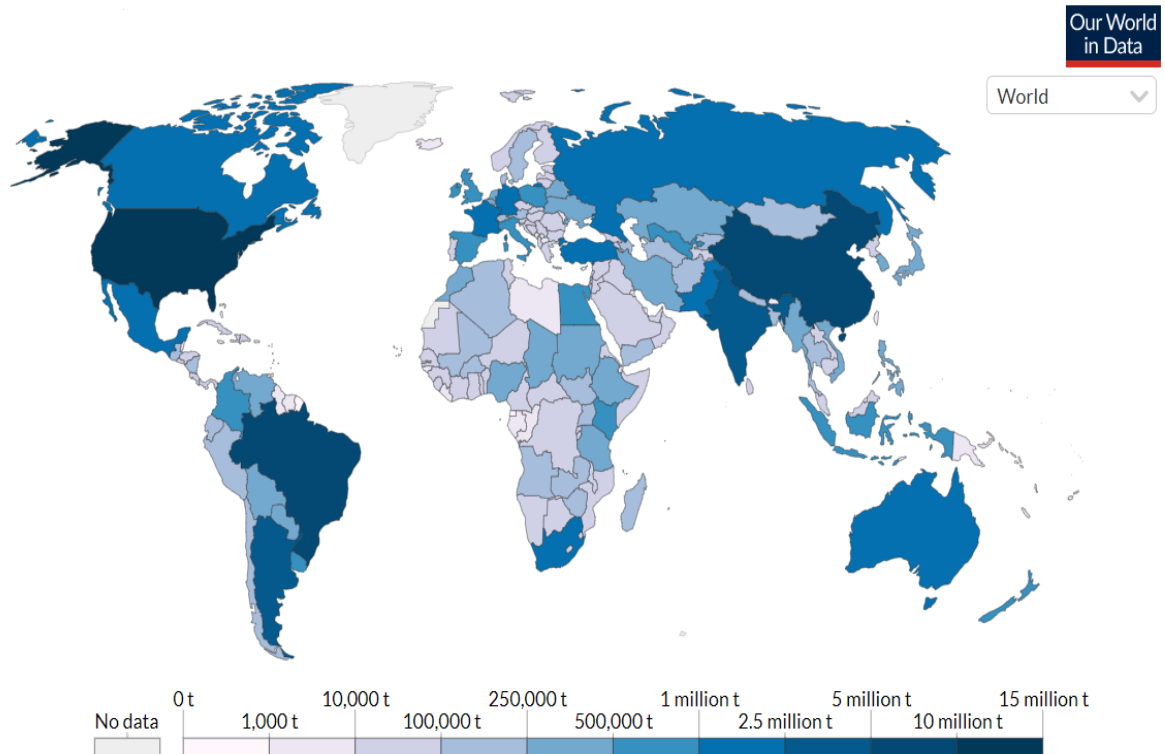 Our World
in Data
World
0 t 10,000 t 250,000 t 1 million t 5 million t 15 million t
No data 1,000 t 100,000 t 500,000 t 2.5 million t 10 million t